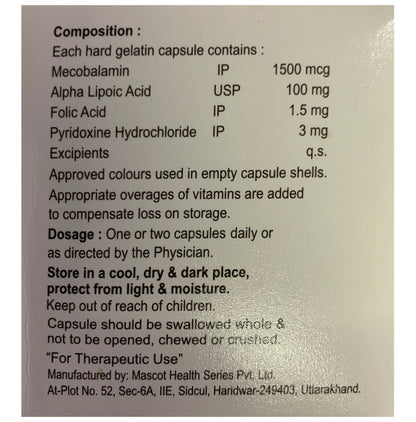 Composition :
Each hard gelatin capsule contains :
Mecobalamin IP 1500 mcg
Alpha Lipoic Acid USP 100 mg
Folic Acid IP 1.5 mg
Pyridoxine Hydrochloride IP 3 mg
Excipients q.s.
Approved colours used in empty capsule shells.
Appropriate overages of vitamins are added
to compensate loss on storage.
Dosage : One or two capsules daily or
as directed by the Physician.
Store in a cool, dry & dark place,
protect from light & moisture.
Keep out of reach of children.
Capsule should be swallowed whole &
not to be opened, chewed or crushed.
"For Therapeutic Use"
Manufactured by: Mascot Health Series Pvt. Ltd.
At-Plot No. 52, Sec-6A, IIE, Sidcul, Haridwar-249403, Uttarakhand.